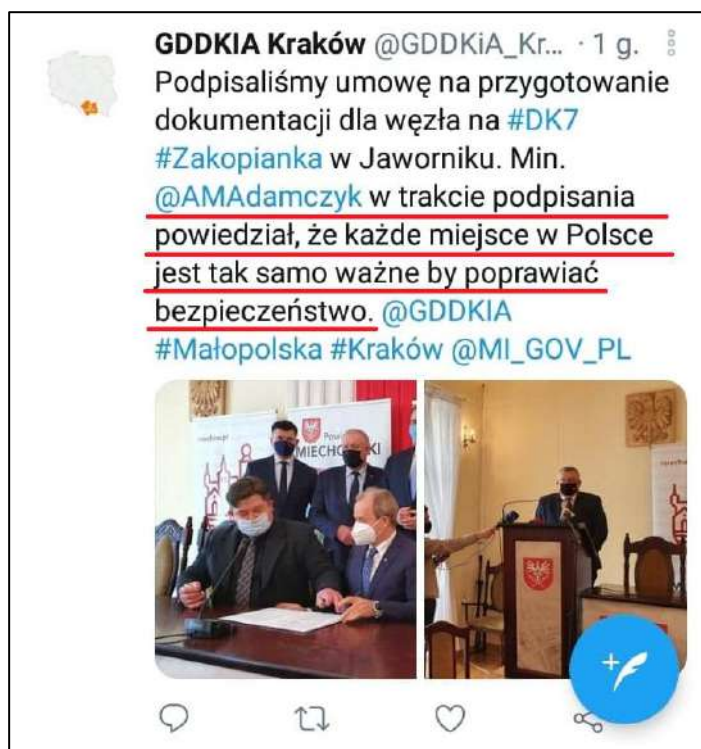 GDDKIA Kraków @GDDKiA_Kr... · 1 g.
Podpisaliśmy umowę na przygotowanie
dokumentacji dla węzła na #DK7
#Zakopianka w Jaworniku. Min.
@AMAdamczyk w trakcie podpisania
powiedział, że każde miejsce w Polsce
jest tak samo ważne by poprawiać
bezpieczeństwo. @GDDKIA
#Małopolska #Kraków @MI_GOV_PL